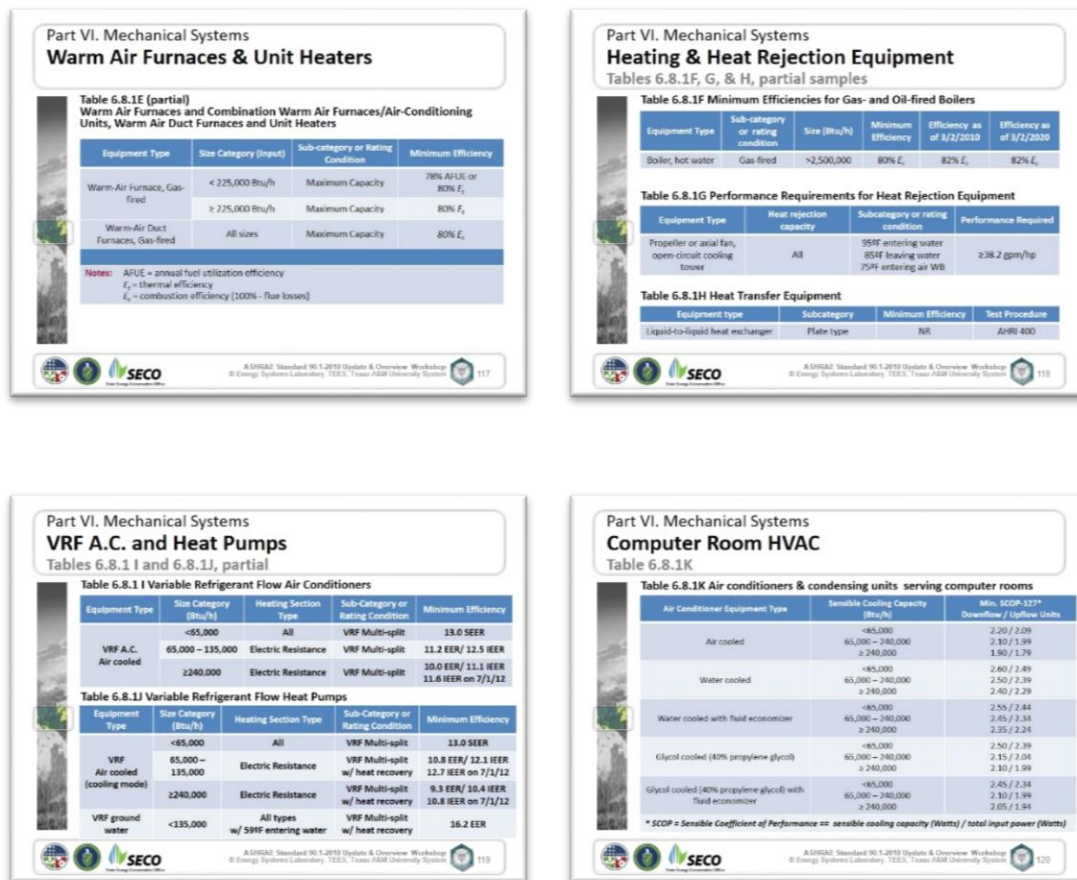 Part VI. Mechanical Systems
Warm Air Furnaces & Unit Heaters
Table 6.8.1E (partial)
Warm Air Furnaces and Combination Warm Air Furnaces/Air-Conditioning
Units, Warm Air Duct Furnaces and Unit Heaters
Equipment Type Size Category (Input) Sub-category or Rating Condition Minimum Efficiency
Warm-Air Furnace, Gas-fired < 225,000 Btu/h Maximum Capacity 78% AFUE or 80% Et
≥ 225,000 Btu/h Maximum Capacity 80% Ec
Warm-Air Duct Furnaces, Gas-fired All sizes Maximum Capacity 80% Ec
Notes: AFUE = annual fuel utilization efficiency
Et = thermal efficiency
Ec = combustion efficiency (100% - flue losses)
SECO
ASHRAE Standard 90.1-2010 Update & Overview Workshop
© Energy Systems Laboratory, TEES, Texas A&M University System
117
Part VI. Mechanical Systems
Heating & Heat Rejection Equipment
Tables 6.8.1F, G, & H, partial samples
Table 6.8.1F Minimum Efficiencies for Gas- and Oil-fired Boilers
Equipment Type Sub-category or rating condition Size (Btu/h) Minimum Efficiency Efficiency as of 3/2/2010 Efficiency as of 3/2/2020
Boiler, hot water Gas-fired >2,500,000 80% Ec 82% Ec 82% Ec
Table 6.8.1G Performance Requirements for Heat Rejection Equipment
Equipment Type Heat rejection capacity Subcategory or rating condition Performance Required
Propeller or axial fan, open-circuit cooling tower All 95ºF entering water 85ºF leaving water 75ºF entering air WB ≥38.2 gpm/hp
Table 6.8.1H Heat Transfer Equipment
Equipment type Subcategory Minimum Efficiency Test Procedure
Liquid-to-liquid heat exchanger Plate type NR AHRI 400
SECO
ASHRAE Standard 90.1-2010 Update & Overview Workshop
© Energy Systems Laboratory, TEES, Texas A&M University System
118
Part VI. Mechanical Systems
VRF A.C. and Heat Pumps
Tables 6.8.1 I and 6.8.1J, partial
Table 6.8.1 I Variable Refrigerant Flow Air Conditioners
Equipment Type Size Category (Btu/h) Heating Section Type Sub-Category or Rating Condition Minimum Efficiency
VRF A.C. Air cooled <65,000 All VRF Multi-split 13.0 SEER
65,000 – 135,000 Electric Resistance VRF Multi-split 11.2 EER/ 12.5 IEER
≥240,000 Electric Resistance VRF Multi-split 10.0 EER/ 11.1 IEER 11.6 IEER on 7/1/12
Table 6.8.1J Variable Refrigerant Flow Heat Pumps
Equipment Type Size Category (Btu/h) Heating Section Type Sub-Category or Rating Condition Minimum Efficiency
VRF Air cooled (cooling mode) <65,000 All VRF Multi-split 13.0 SEER
65,000 – 135,000 Electric Resistance VRF Multi-split w/ heat recovery 10.8 EER/ 12.1 IEER 12.7 IEER on 7/1/12
≥240,000 Electric Resistance VRF Multi-split w/ heat recovery 9.3 EER/ 10.4 IEER 10.8 IEER on 7/1/12
VRF ground water <135,000 All types w/ 59ºF entering water VRF Multi-split w/ heat recovery 16.2 EER
SECO
ASHRAE Standard 90.1-2010 Update & Overview Workshop
© Energy Systems Laboratory, TEES, Texas A&M University System
119
Part VI. Mechanical Systems
Computer Room HVAC
Table 6.8.1K
Table 6.8.1K Air conditioners & condensing units serving computer rooms
Air Conditioner Equipment Type Sensible Cooling Capacity (Btu/h) Min. SCOP-127* Downflow / Upflow Units
Air cooled
<65,000 2.20 / 2.09
65,000 – 240,000 2.10 / 1.99
≥ 240,000 1.90 / 1.79
Water cooled
<65,000 2.60 / 2.49
65,000 – 240,000 2.50 / 2.39
≥ 240,000 2.40 / 2.29
Water cooled with fluid economizer
<65,000 2.55 / 2.44
65,000 – 240,000 2.45 / 2.34
≥ 240,000 2.35 / 2.24
Glycol cooled (40% propylene glycol)
<65,000 2.50 / 2.39
65,000 – 240,000 2.15 / 2.04
≥ 240,000 2.10 / 1.99
Glycol cooled (40% propylene glycol) with fluid economizer
<65,000 2.45 / 2.34
65,000 – 240,000 2.10 / 1.99
≥ 240,000 2.05 / 1.94
* SCOP = Sensible Coefficient of Performance == sensible cooling capacity (Watts) / total input power (Watts)
SECO
ASHRAE Standard 90.1-2010 Update & Overview Workshop
© Energy Systems Laboratory, TEES, Texas A&M University System
120